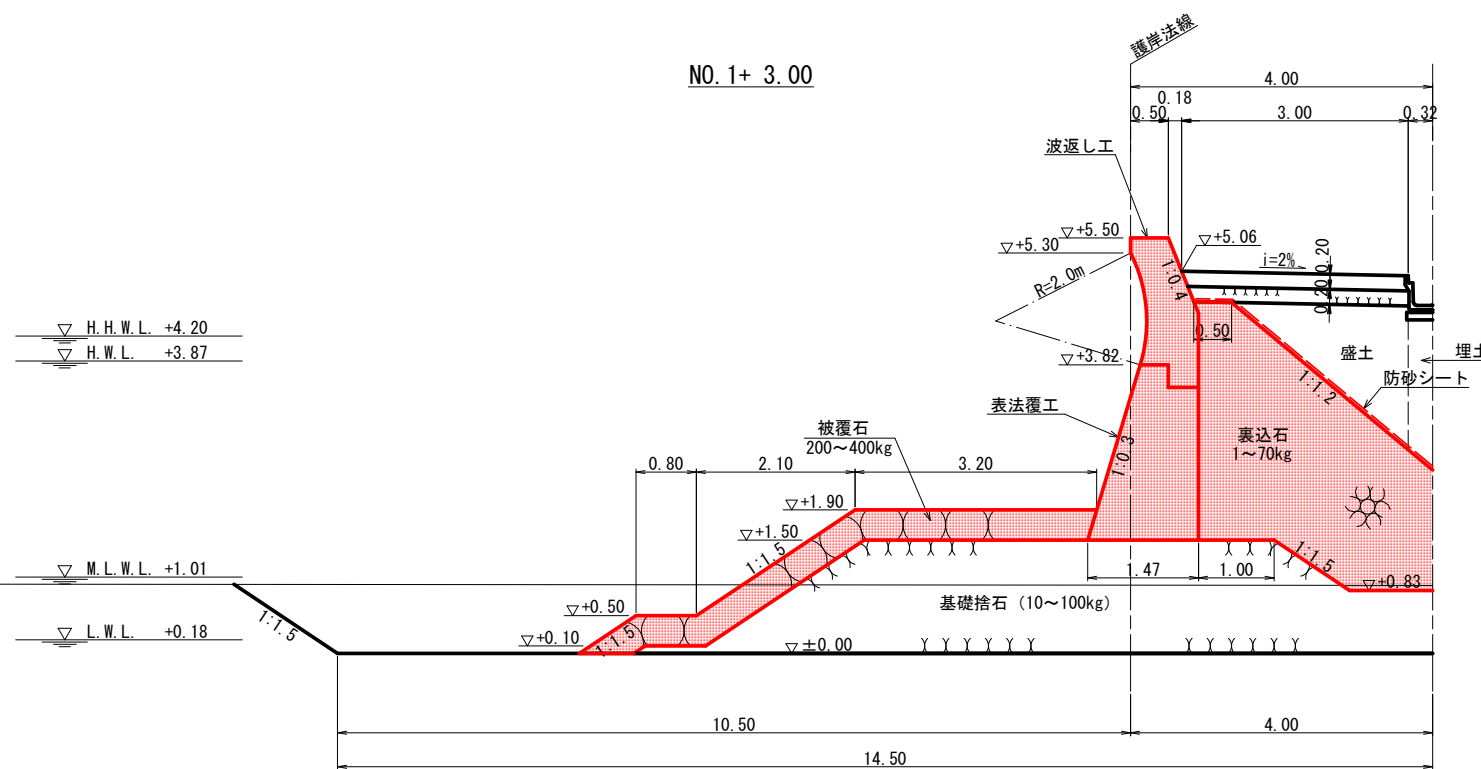 護岸法線
NO.1+ 3.00
4.00
0.18
0.50
3.00
0.32
波返し工
▽+5.50
▽+5.30
▽+5.06
i=2%
0.20
0.20
1:0.4
R=2.0m
▽ H.H.W.L. +4.20
▽ H.W.L. +3.87
0.50
▽+3.82
盛土
埋土
防砂シート
1:1.2
表法覆工
被覆石
200～400kg
裏込石
1～70kg
1:0.3
0.80
2.10
3.20
▽+1.90
▽+1.50
1:1.5
1:1.5
▽ M.L.W.L. +1.01
1.47
1.00
▽+0.83
基礎捨石（10～100kg）
▽+0.50
1:1.5
1:1.5
▽ L.W.L. +0.18
▽+0.10
▽±0.00
10.50
4.00
14.50